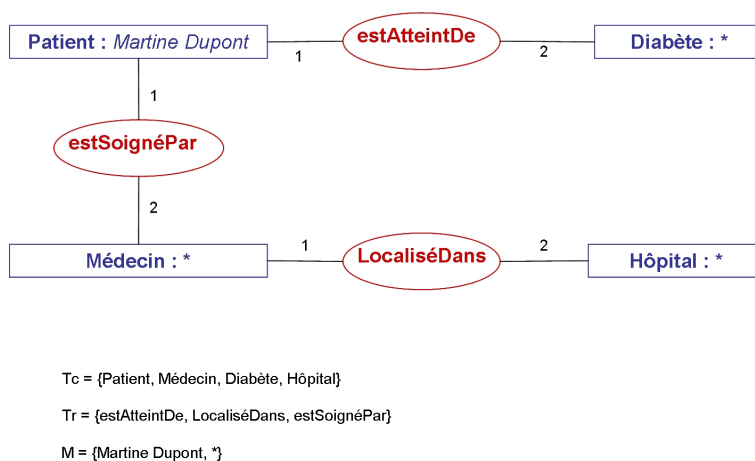 Patient : Martine Dupont
1
estAtteintDe
2
Diabète : *
1
estSoignéPar
2
Médecin : *
1
LocaliséDans
2
Hôpital : *
Tc = {Patient, Médecin, Diabète, Hôpital}
Tr = {estAtteintDe, LocaliséDans, estSoignéPar}
M = {Martine Dupont, *}